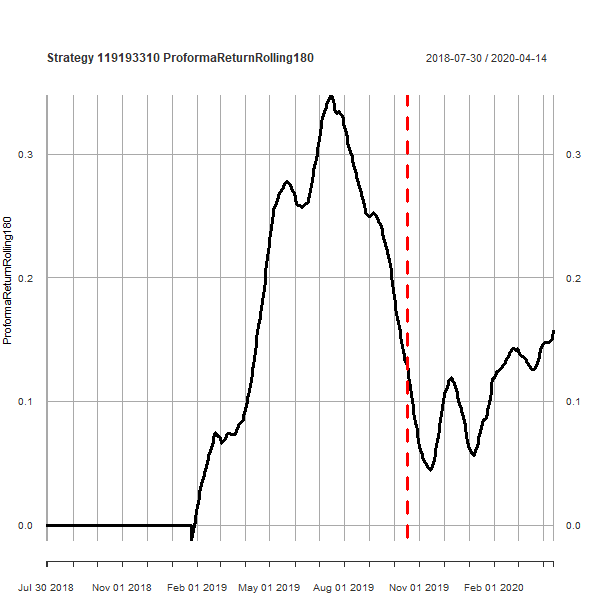 Strategy 119193310 ProformaReturnRolling180
2018-07-30 / 2020-04-14
ProformaReturnRolling180
0.3
0.3
0.2
0.2
0.1
0.1
0.0
0.0
Jul 30 2018
Nov 01 2018
Feb 01 2019
May 01 2019
Aug 01 2019
Nov 01 2019
Feb 01 2020